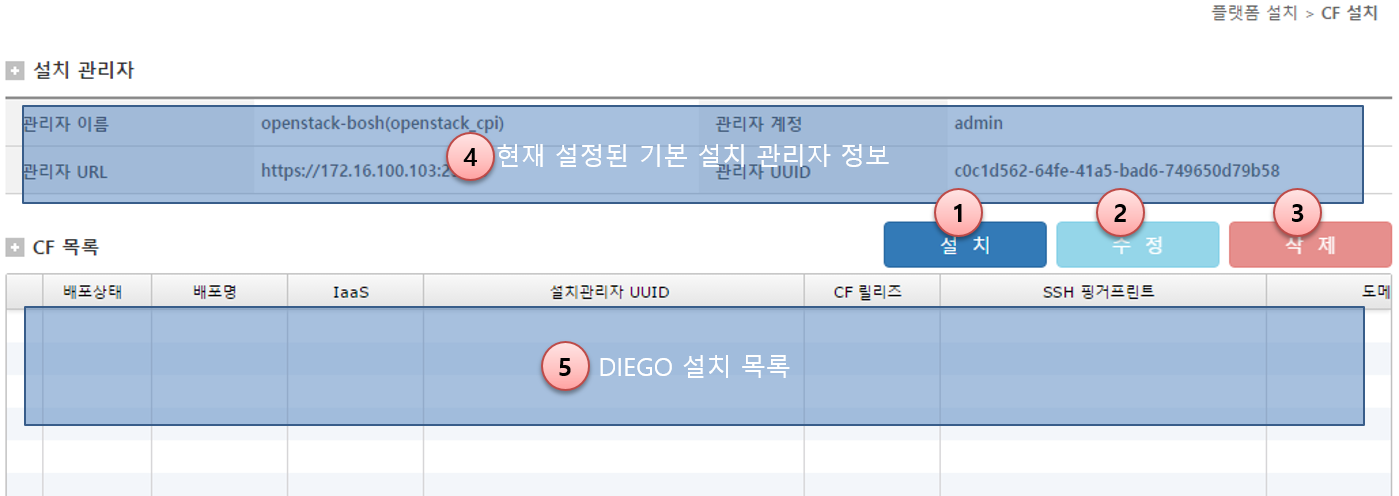 플랫폼 설치 > CF 설치
설치 관리자
관리자 이름 openstack-bosh(openstack_cpi) 관리자 계정 admin
4 현재 설정된 기본 설치 관리자 정보
관리자 URL https://172.16.100.103:2 관리자 UUID c0c1d562-64fe-41a5-bad6-749650d79b58
1 2 3
CF 목록 설 치 수 정 삭 제
배포상태 배포명 IaaS 설치관리자 UUID CF 릴리즈 SSH 핑거프린트 도메
5 DIEGO 설치 목록